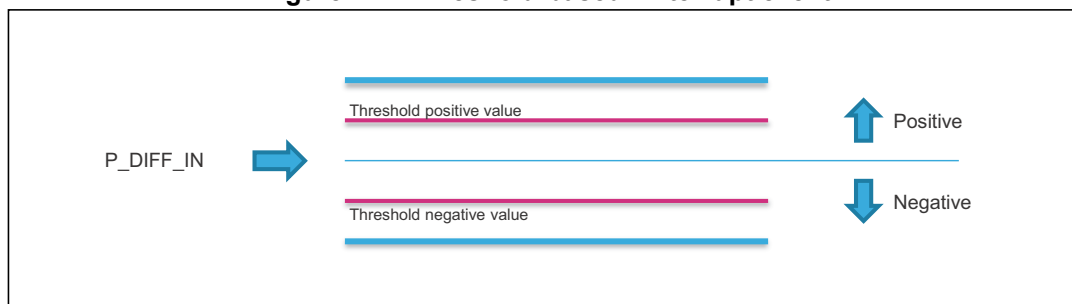 Threshold positive value
Positive
P_DIFF_IN
Threshold negative value
Negative